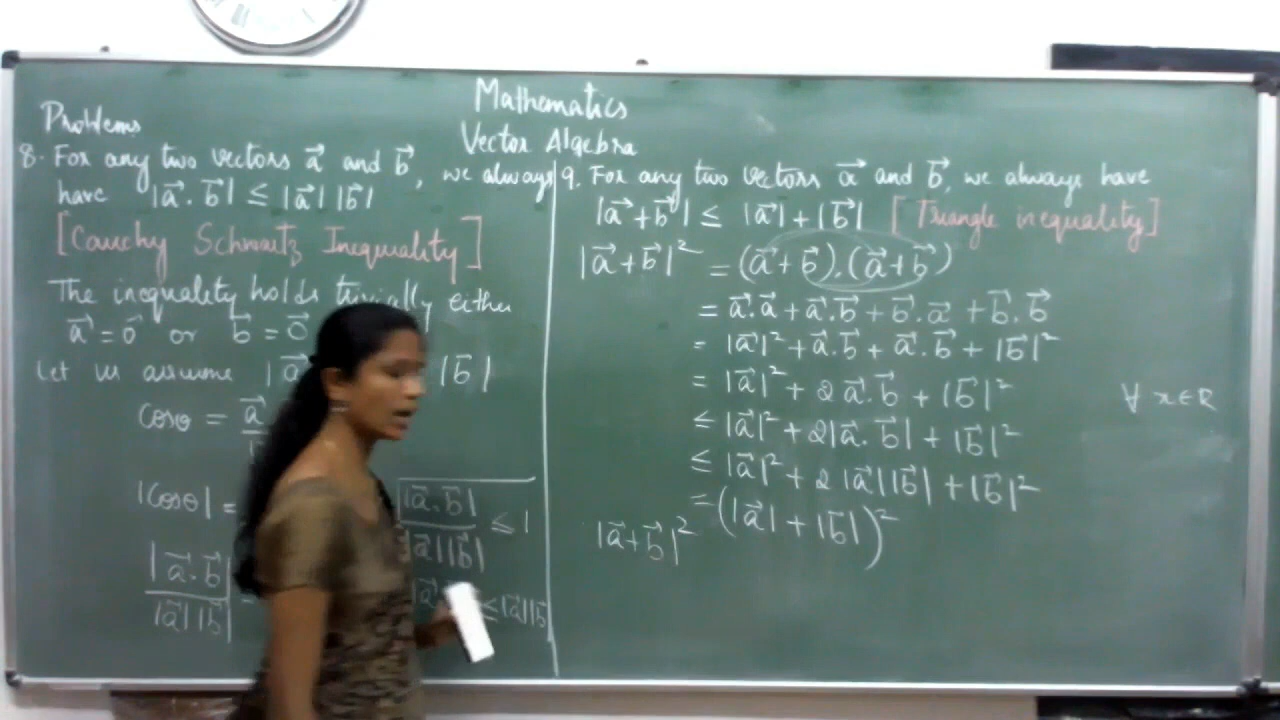 Mathematics
Vector Algebra
Problems
8. For any two vectors a⃗ and b⃗, we always
have |a⃗ . b⃗| ≤ |a⃗| |b⃗|
[Cauchy Schwartz Inequality]
The inequality holds trivially either
a⃗ = 0⃗ or b⃗ = 0⃗
Let us assume |a⃗ |b⃗|
Cosθ = a⃗
|Cosθ| = |a⃗.b⃗| / |a⃗||b⃗| ≤ 1
|a⃗.b⃗| / |a⃗||b⃗| ≤ |a⃗||b⃗|
9. For any two vectors a⃗ and b⃗, we always have
|a⃗+b⃗| ≤ |a⃗|+|b⃗| [Triangle inequality]
|a⃗+b⃗|² = (a⃗+b⃗).(a⃗+b⃗)
= a⃗.a⃗ + a⃗.b⃗ + b⃗.a⃗ + b⃗.b⃗
= |a⃗|² + a⃗.b⃗ + a⃗.b⃗ + |b⃗|²
= |a⃗|² + 2 a⃗.b⃗ + |b⃗|²
∀ x∈R
≤ |a⃗|² + 2|a⃗.b⃗| + |b⃗|²
≤ |a⃗|² + 2|a⃗||b⃗| + |b⃗|²
|a⃗+b⃗|² = (|a⃗| + |b⃗|)²